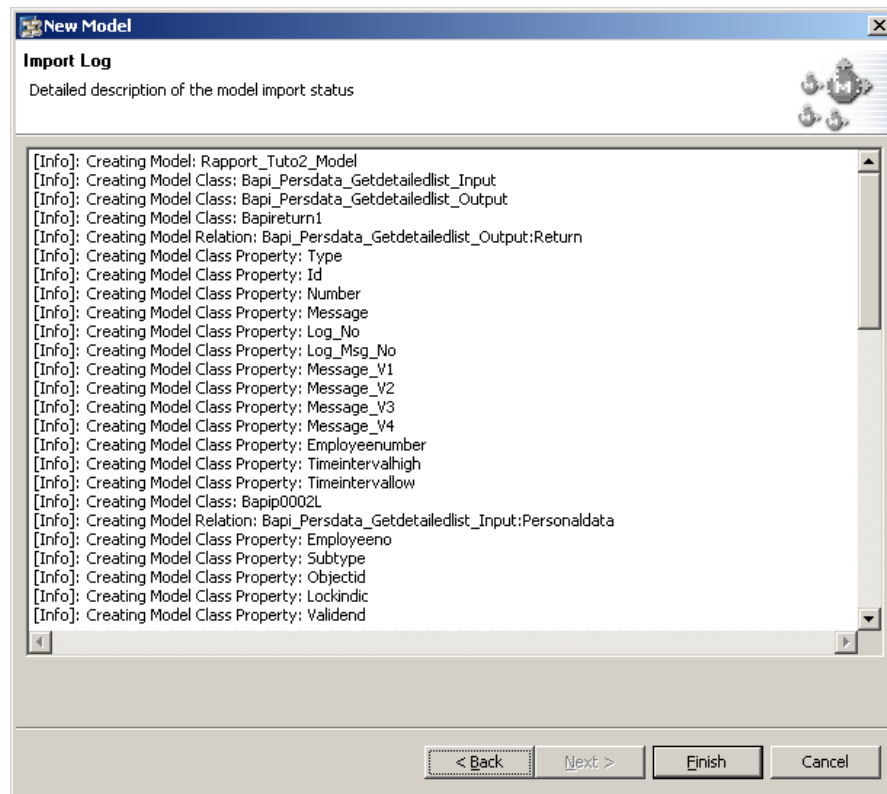 New Model
Import Log
Detailed description of the model import status
[Info]: Creating Model: Rapport_Tuto2_Model
[Info]: Creating Model Class: Bapi_Persdata_Getdetailedlist_Input
[Info]: Creating Model Class: Bapi_Persdata_Getdetailedlist_Output
[Info]: Creating Model Class: Bapireturn1
[Info]: Creating Model Relation: Bapi_Persdata_Getdetailedlist_Output:Return
[Info]: Creating Model Class Property: Type
[Info]: Creating Model Class Property: Id
[Info]: Creating Model Class Property: Number
[Info]: Creating Model Class Property: Message
[Info]: Creating Model Class Property: Log_No
[Info]: Creating Model Class Property: Log_Msg_No
[Info]: Creating Model Class Property: Message_V1
[Info]: Creating Model Class Property: Message_V2
[Info]: Creating Model Class Property: Message_V3
[Info]: Creating Model Class Property: Message_V4
[Info]: Creating Model Class Property: Employeenumber
[Info]: Creating Model Class Property: Timeintervalhigh
[Info]: Creating Model Class Property: Timeintervallow
[Info]: Creating Model Class: Bapip0002L
[Info]: Creating Model Relation: Bapi_Persdata_Getdetailedlist_Input:Personaldata
[Info]: Creating Model Class Property: Employeeno
[Info]: Creating Model Class Property: Subtype
[Info]: Creating Model Class Property: Objectid
[Info]: Creating Model Class Property: Lockindic
[Info]: Creating Model Class Property: Validend
< Back Next > Finish Cancel